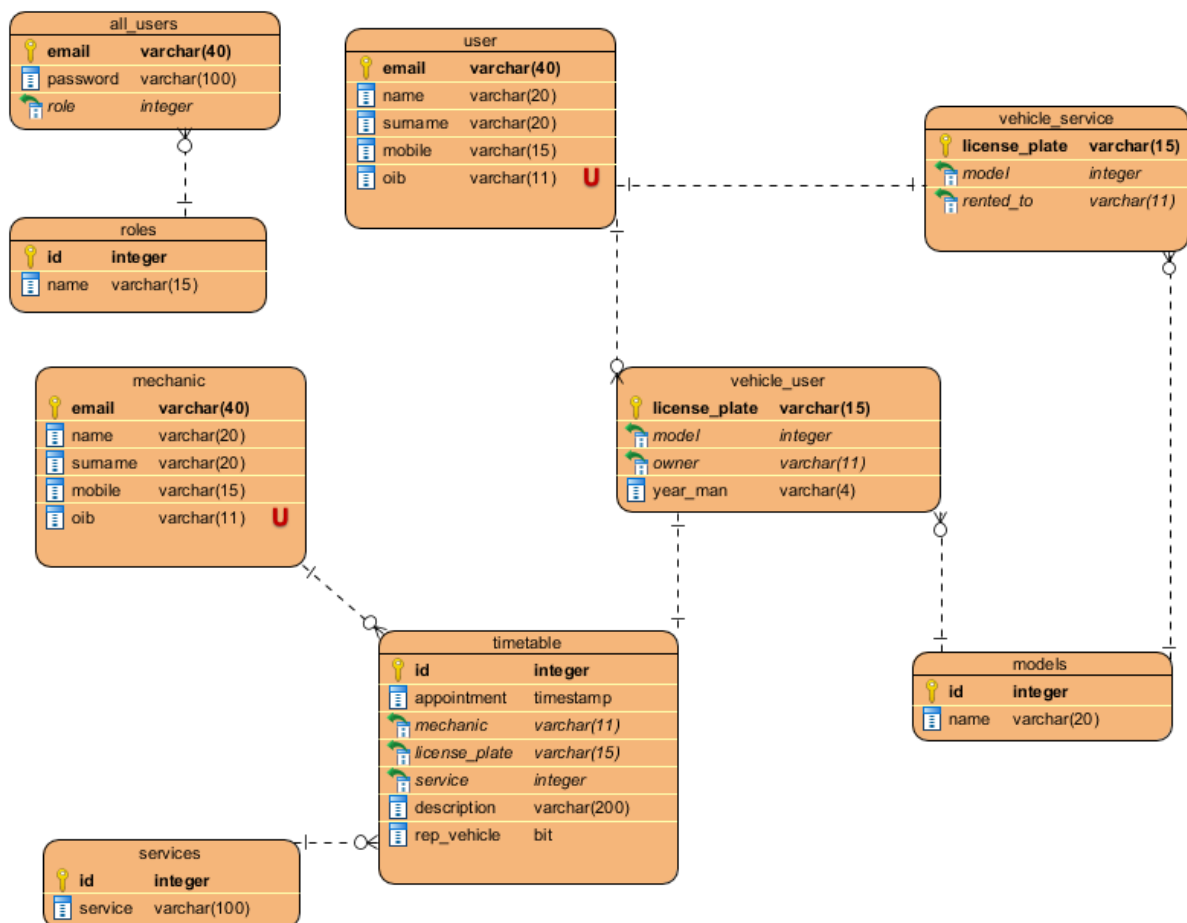 all_users
email varchar(40)
password varchar(100)
role integer
user
email varchar(40)
name varchar(20)
surname varchar(20)
mobile varchar(15)
oib varchar(11) U
vehicle_service
license_plate varchar(15)
model integer
rented_to varchar(11)
roles
id integer
name varchar(15)
mechanic
email varchar(40)
name varchar(20)
surname varchar(20)
mobile varchar(15)
oib varchar(11) U
vehicle_user
license_plate varchar(15)
model integer
owner varchar(11)
year_man varchar(4)
timetable
id integer
appointment timestamp
mechanic varchar(11)
license_plate varchar(15)
service integer
description varchar(200)
rep_vehicle bit
models
id integer
name varchar(20)
services
id integer
service varchar(100)